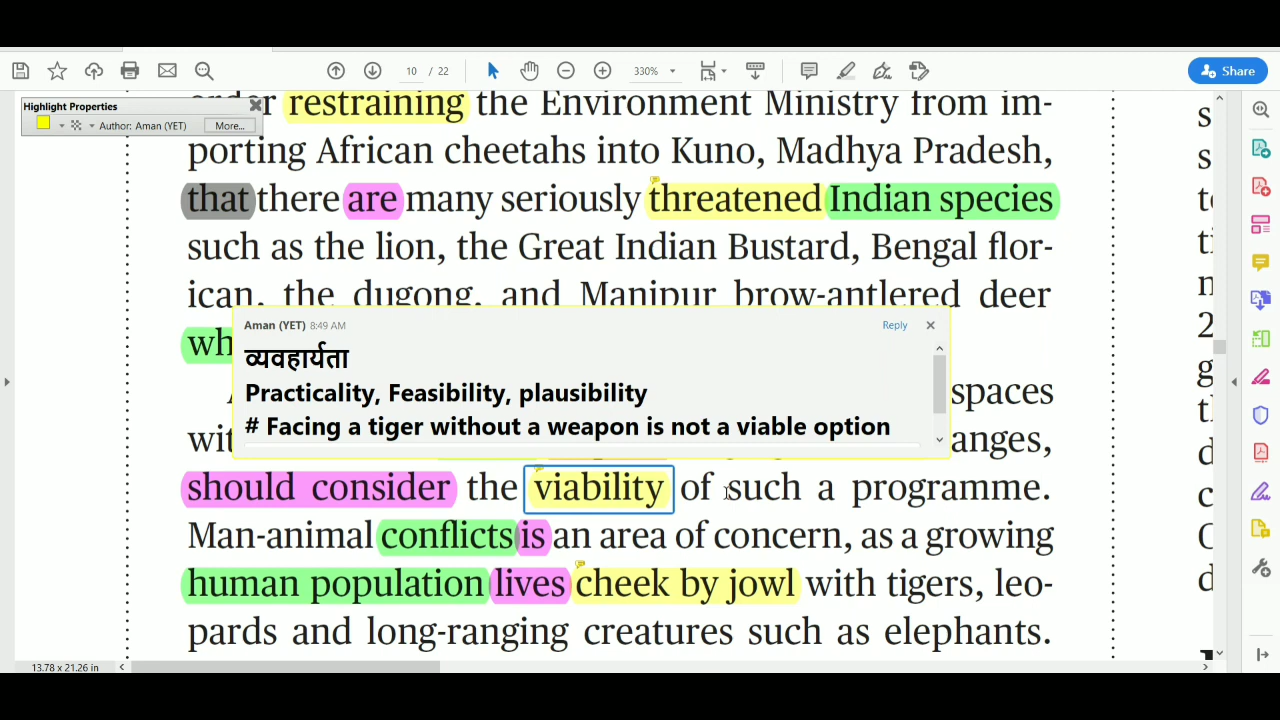 10 / 22
330%
Share
Highlight Properties
Author: Aman (YET) More...
order restraining the Environment Ministry from im-
porting African cheetahs into Kuno, Madhya Pradesh,
that there are many seriously threatened Indian species
such as the lion, the Great Indian Bustard, Bengal flor-
ican, the dugong, and Manipur brow-antlered deer
wh
Aman (YET) 8:49 AM Reply
व्यवहार्यता
Practicality, Feasibility, plausibility
# Facing a tiger without a weapon is not a viable option
spaces
wit anges,
should consider the viability of such a programme.
Man-animal conflicts is an area of concern, as a growing
human population lives cheek by jowl with tigers, leo-
pards and long-ranging creatures such as elephants.
13.78 x 21.26 in